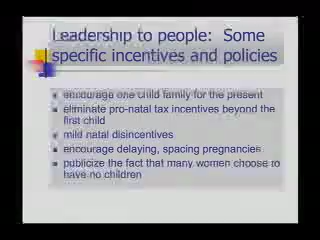 Leadership to people: Some
specific incentives and policies
encourage one child family for the present
eliminate pro-natal tax incentives beyond the
first child
mild natal disincentives
encourage delaying, spacing pregnancies
publicize the fact that many women choose to
have no children